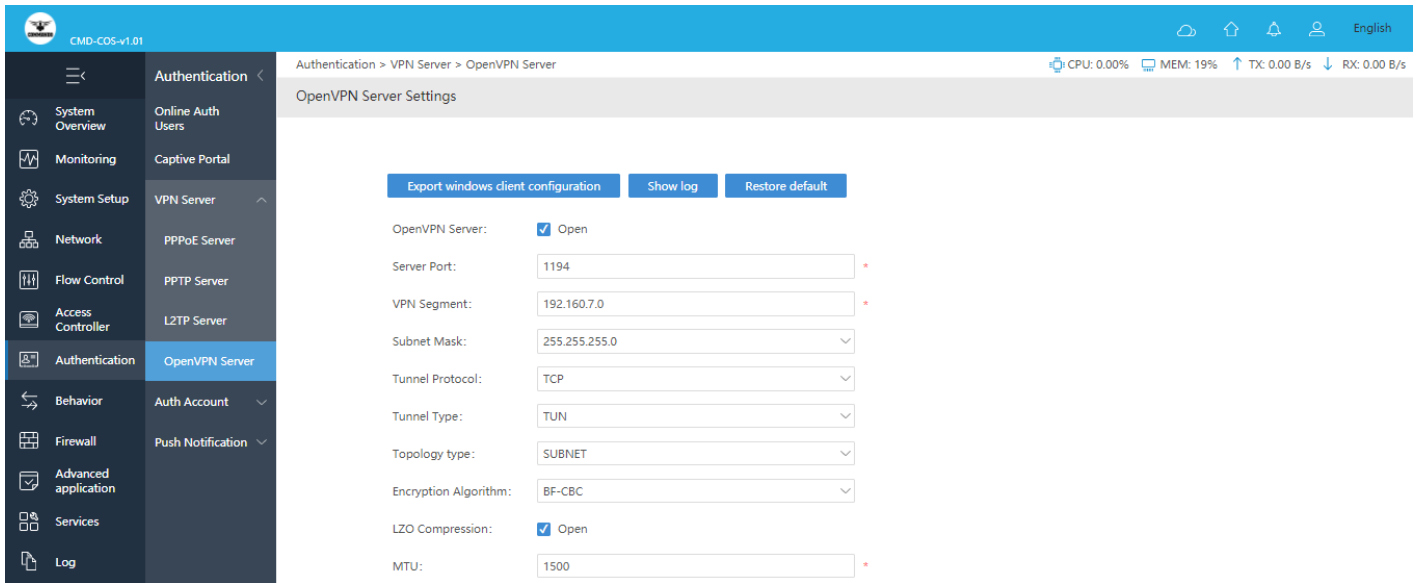 COMMANDO
CMD-COS-v1.01
English
Authentication
Authentication > VPN Server > OpenVPN Server
CPU: 0.00%
MEM: 19%
TX: 0.00 B/s
RX: 0.00 B/s
OpenVPN Server Settings
System
Overview
Monitoring
System Setup
Network
Flow Control
Access
Controller
Authentication
Behavior
Firewall
Advanced
application
Services
Log
Online Auth
Users
Captive Portal
VPN Server
PPPoE Server
PPTP Server
L2TP Server
OpenVPN Server
Auth Account
Push Notification
Export windows client configuration
Show log
Restore default
OpenVPN Server: Open
Server Port: 1194 *
VPN Segment: 192.160.7.0 *
Subnet Mask: 255.255.255.0
Tunnel Protocol: TCP
Tunnel Type: TUN
Topology type: SUBNET
Encryption Algorithm: BF-CBC
LZO Compression: Open
MTU: 1500 *